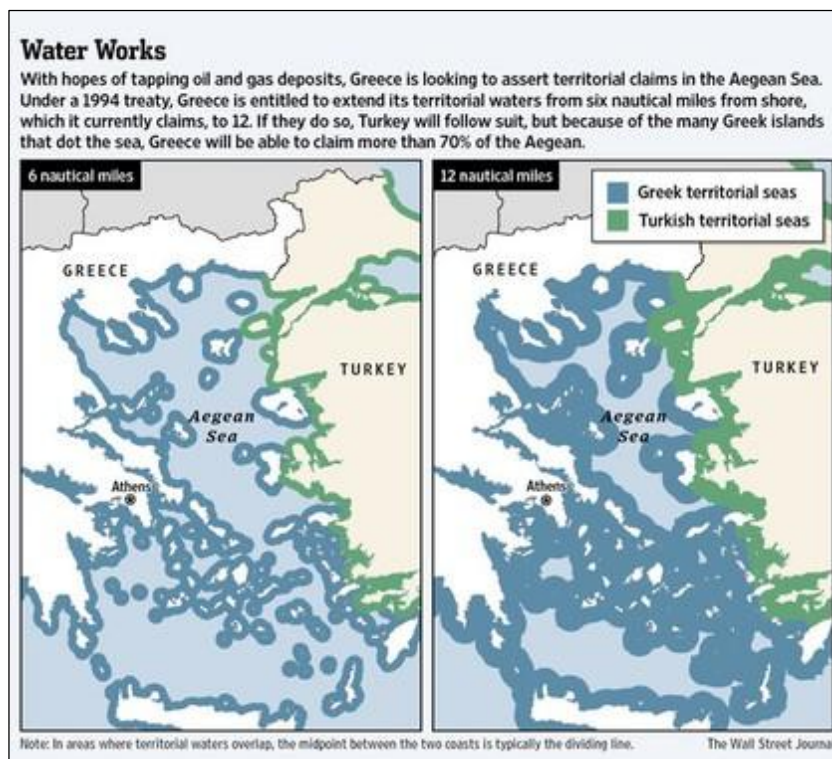 Water Works
With hopes of tapping oil and gas deposits, Greece is looking to assert territorial claims in the Aegean Sea.
Under a 1994 treaty, Greece is entitled to extend its territorial waters from six nautical miles from shore,
which it currently claims, to 12. If they do so, Turkey will follow suit, but because of the many Greek islands
that dot the sea, Greece will be able to claim more than 70% of the Aegean.
6 nautical miles
GREECE
TURKEY
Aegean
Sea
Athens
12 nautical miles
Greek territorial seas
Turkish territorial seas
GREECE
TURKEY
Aegean
Sea
Athens
Note: In areas where territorial waters overlap, the midpoint between the two coasts is typically the dividing line.
The Wall Street Journa